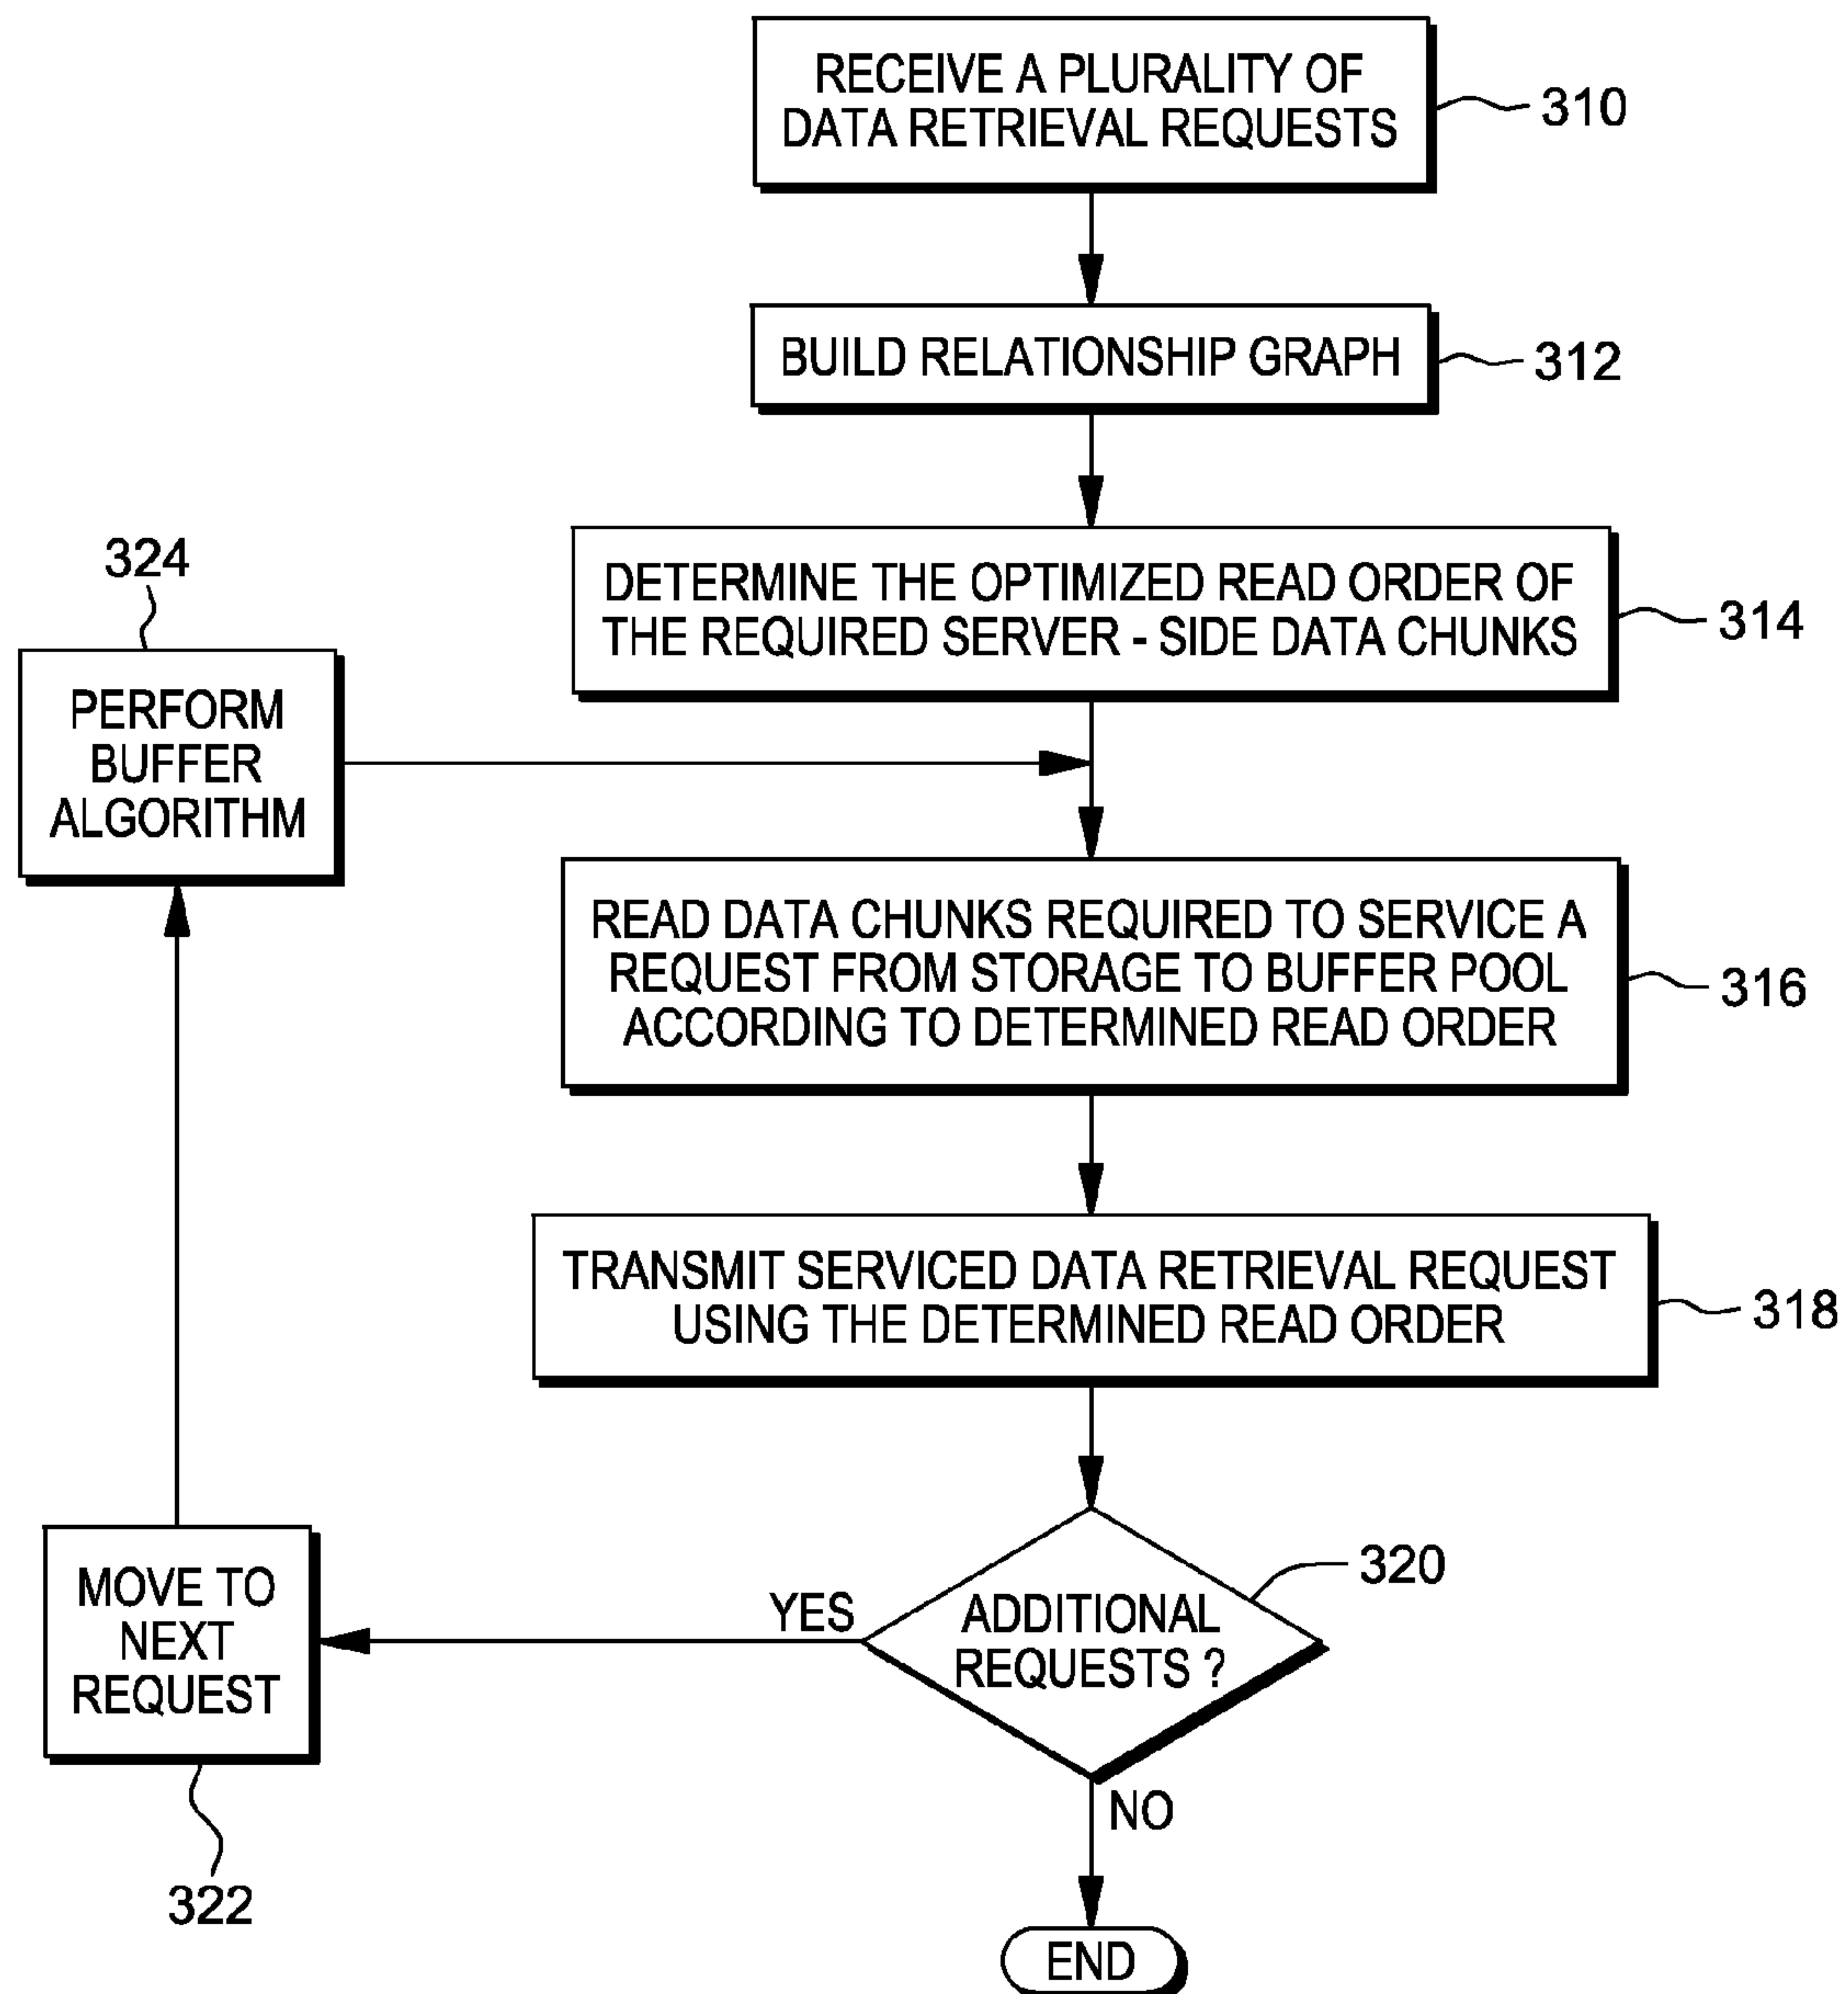 RECEIVE A PLURALITY OF
DATA RETRIEVAL REQUESTS
310
BUILD RELATIONSHIP GRAPH
312
DETERMINE THE OPTIMIZED READ ORDER OF
THE REQUIRED SERVER - SIDE DATA CHUNKS
314
324
PERFORM
BUFFER
ALGORITHM
READ DATA CHUNKS REQUIRED TO SERVICE A
REQUEST FROM STORAGE TO BUFFER POOL
ACCORDING TO DETERMINED READ ORDER
316
TRANSMIT SERVICED DATA RETRIEVAL REQUEST
USING THE DETERMINED READ ORDER
318
320
ADDITIONAL
REQUESTS ?
YES
MOVE TO
NEXT
REQUEST
322
NO
END